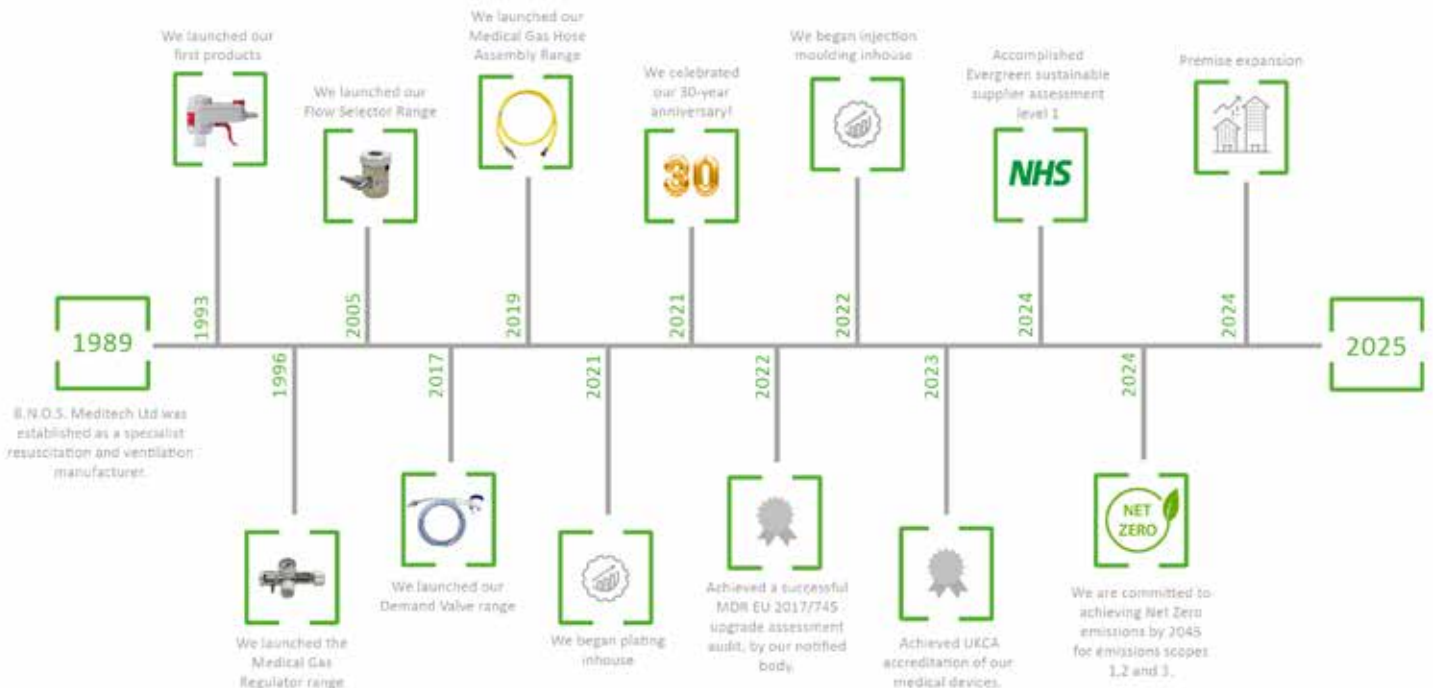 We launched our
first products
1993
We launched our
Flow Selector Range
2005
We launched our
Medical Gas Hose
Assembly Range
2019
We celebrated
our 30-year
anniversary!
30
2021
We began injection
moulding inhouse
2022
Accomplished
Evergreen sustainable
supplier assessment
level 1
NHS
2024
Premise expansion
2024
1989
B.N.O.S. Meditech Ltd was
established as a specialist
resuscitation and ventilation
manufacturer.
2025
1996
We launched the
Medical Gas
Regulator range
2017
We launched our
Demand Valve range
2021
We began plating
inhouse
2022
Achieved a successful
MDR EU 2017/745
upgrade assessment
audit, by our notified
body.
2023
Achieved UKCA
accreditation of our
medical devices.
2024
NET
ZERO
We are committed to
achieving Net Zero
emissions by 2045
for emissions scopes
1,2 and 3.